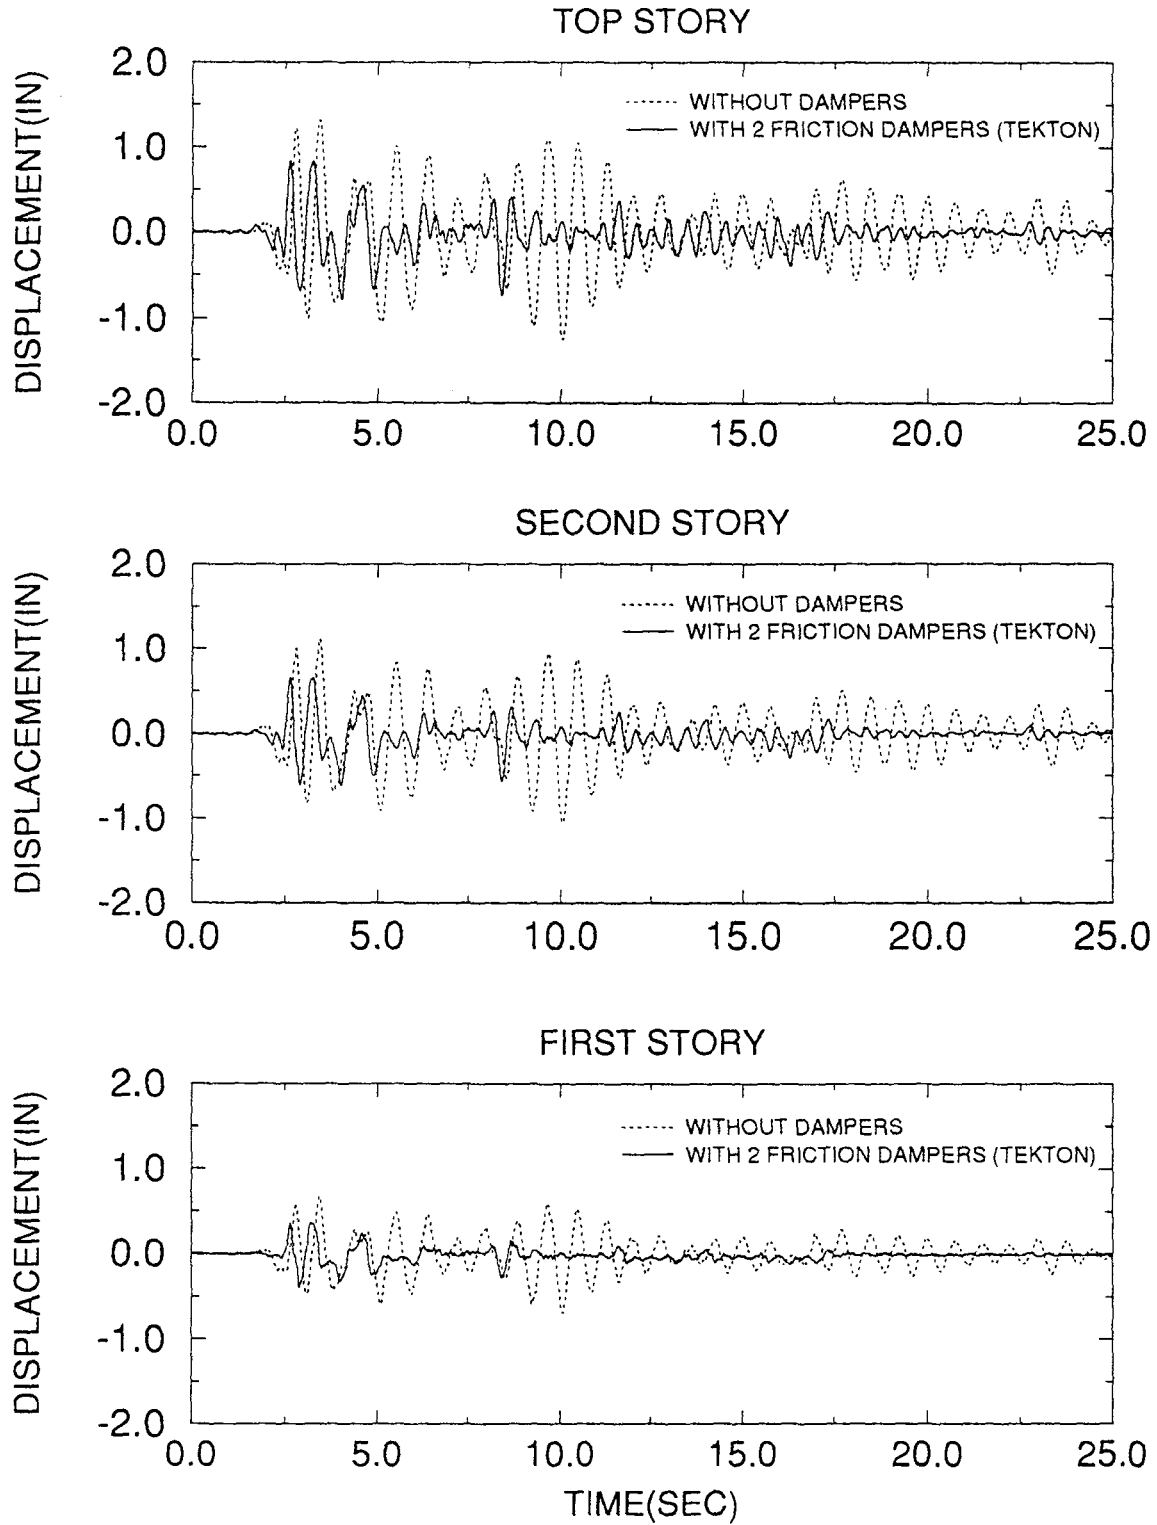 TOP STORY
DISPLACEMENT(IN)
2.0
1.0
0.0
-1.0
-2.0
WITHOUT DAMPERS
WITH 2 FRICTION DAMPERS (TEKTON)
0.0 5.0 10.0 15.0 20.0 25.0
SECOND STORY
DISPLACEMENT(IN)
2.0
1.0
0.0
-1.0
-2.0
WITHOUT DAMPERS
WITH 2 FRICTION DAMPERS (TEKTON)
0.0 5.0 10.0 15.0 20.0 25.0
FIRST STORY
DISPLACEMENT(IN)
2.0
1.0
0.0
-1.0
-2.0
WITHOUT DAMPERS
WITH 2 FRICTION DAMPERS (TEKTON)
0.0 5.0 10.0 15.0 20.0 25.0
TIME(SEC)